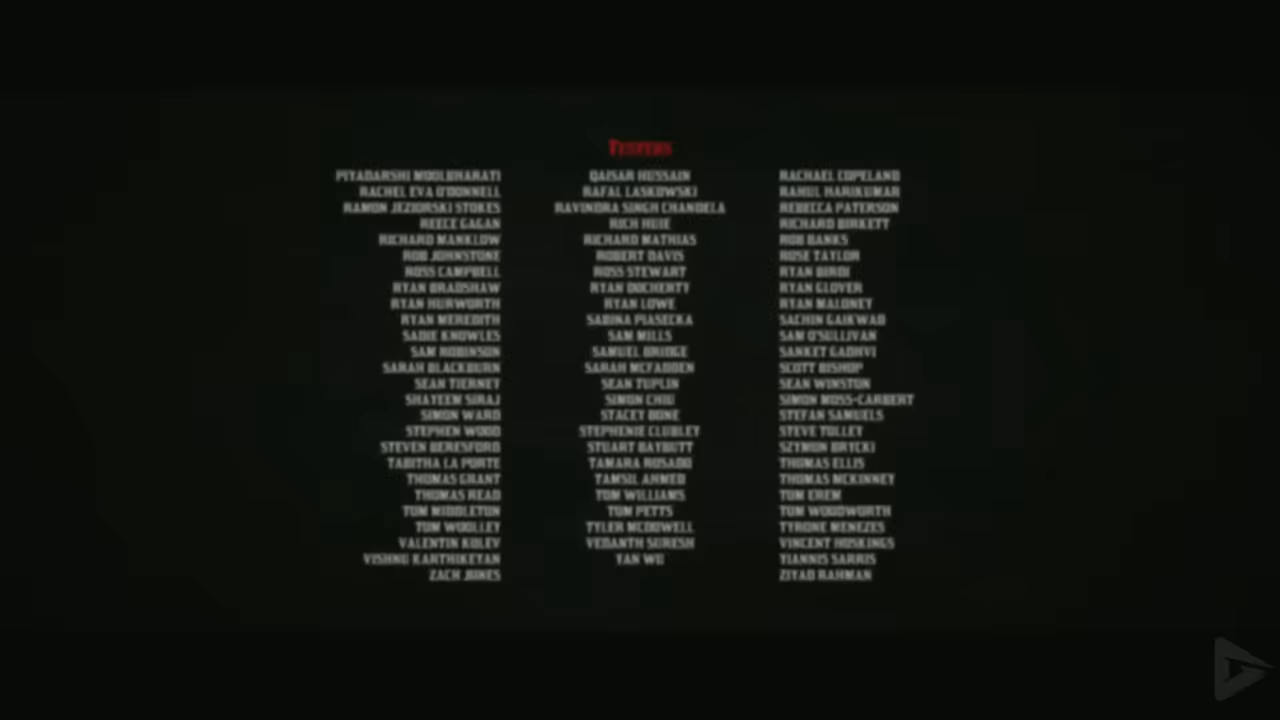 TESTERS
PIYADARSHI MOOLBHARATI QAISAR HUSSAIN RACHAEL COPELAND
RACHEL EVA O'DONNELL RAFAL LASKOWSKI RAHUL HARIKUMAR
RAMON JEZIORSKI STOKES RAVINDRA SINGH CHANDELA REBECCA PATERSON
REECE GAGAN RICH HUIE RICHARD BIRKETT
RICHARD MANKLOW RICHARD MATHIAS ROB BANKS
ROB JOHNSTONE ROBERT DAVIS ROSE TAYLOR
ROSS CAMPBELL ROSS STEWART RYAN
RYAN BRADSHAW RYAN DOCHERTY RYAN GLOVER
RYAN HURWORTH RYAN LOWE RYAN MALONEY
RYAN MEREDITH SABINA PIASECKA SACHIN GAIKWAD
SADIE KNOWLES SAM MILLS SAM O'SULLIVAN
SAM ROBINSON SAMUEL BRIDGE SANKET GADHVI
SARAH BLACKBURN SARAH MCFADDEN SCOTT BISHOP
SEAN TIERNEY SEAN TUPLIN SEAN WINSTON
SHAYEEM SIRAJ SIMON CHIU SIMON MOSS-CARBERT
SIMON WARD STACEY BONE STEFAN SAMUELS
STEPHEN WOOD STEPHENIE CLUBLEY STEVE TOLLEY
STEVEN BERESFORD STUART BAYBUTT SZYMON BRYCKI
TABITHA LA PORTE TAMARA ROSADO THOMAS ELLIS
THOMAS GRANT TAMSIL AHMED THOMAS MCKINNEY
THOMAS READ TOM WILLIAMS TOM
TOM MIDDLETON TOM PETTS TOM WOODWORTH
TOM WOOLLEY TYLER MCDOWELL TYRONE MENEZES
VALENTIN KOLEV VEDANTH SURESH VINCENT HOSKINGS
VISHNU KARTHIKEYAN YAN WU YIANNIS SARRIS
ZACH JONES ZIYAD RAHMAN